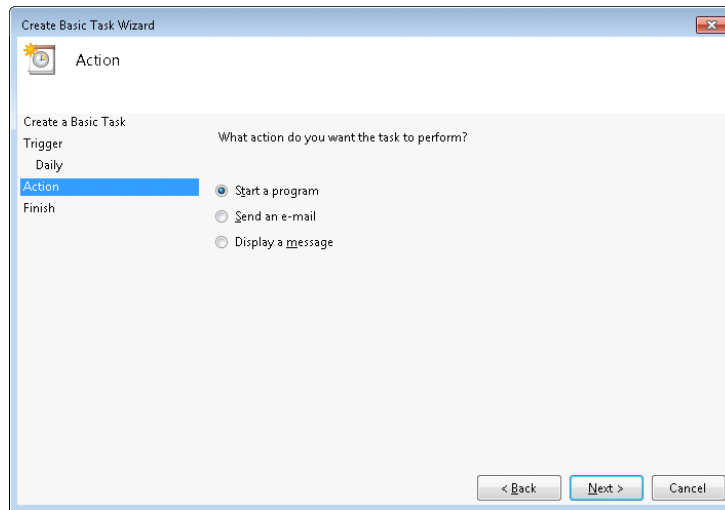 Create Basic Task Wizard
Action
Create a Basic Task
Trigger
Daily
Action
Finish
What action do you want the task to perform?
Start a program
Send an e-mail
Display a message
< Back
Next >
Cancel